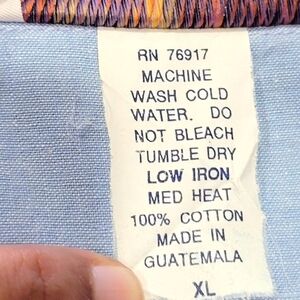 RN 76917
MACHINE
WASH COLD
WATER. DO
NOT BLEACH
TUMBLE DRY
LOW IRON
MED HEAT
100% COTTON
MADE IN
GUATEMALA
XL